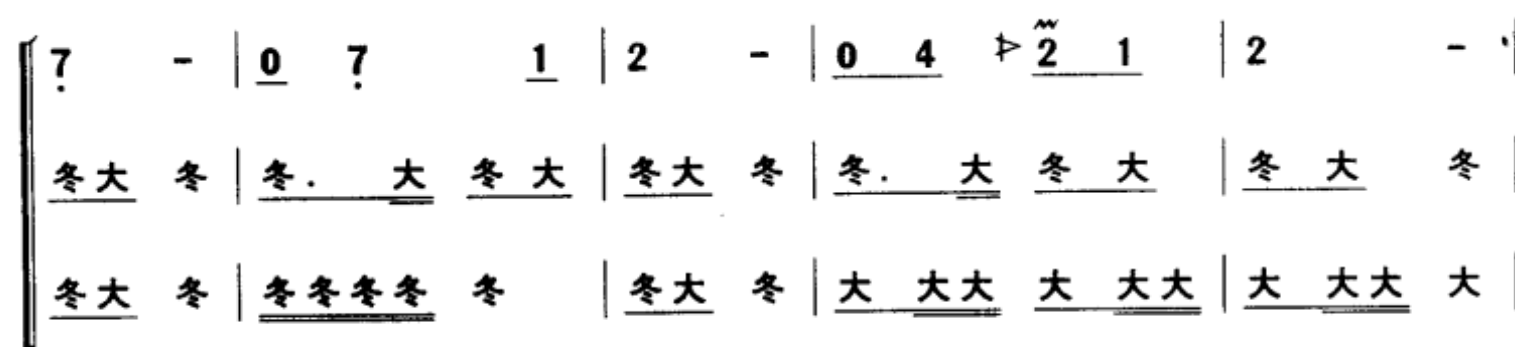 7 - | 0 7 1 | 2 - | 0 4 2 1 | 2 -
冬大 冬 | 冬. 大 冬大 | 冬大 冬 | 冬. 大 冬大 | 冬大 冬
冬大 冬 | 冬冬冬冬 冬 | 冬大 冬 | 大 大大 大 大大 | 大 大大 大